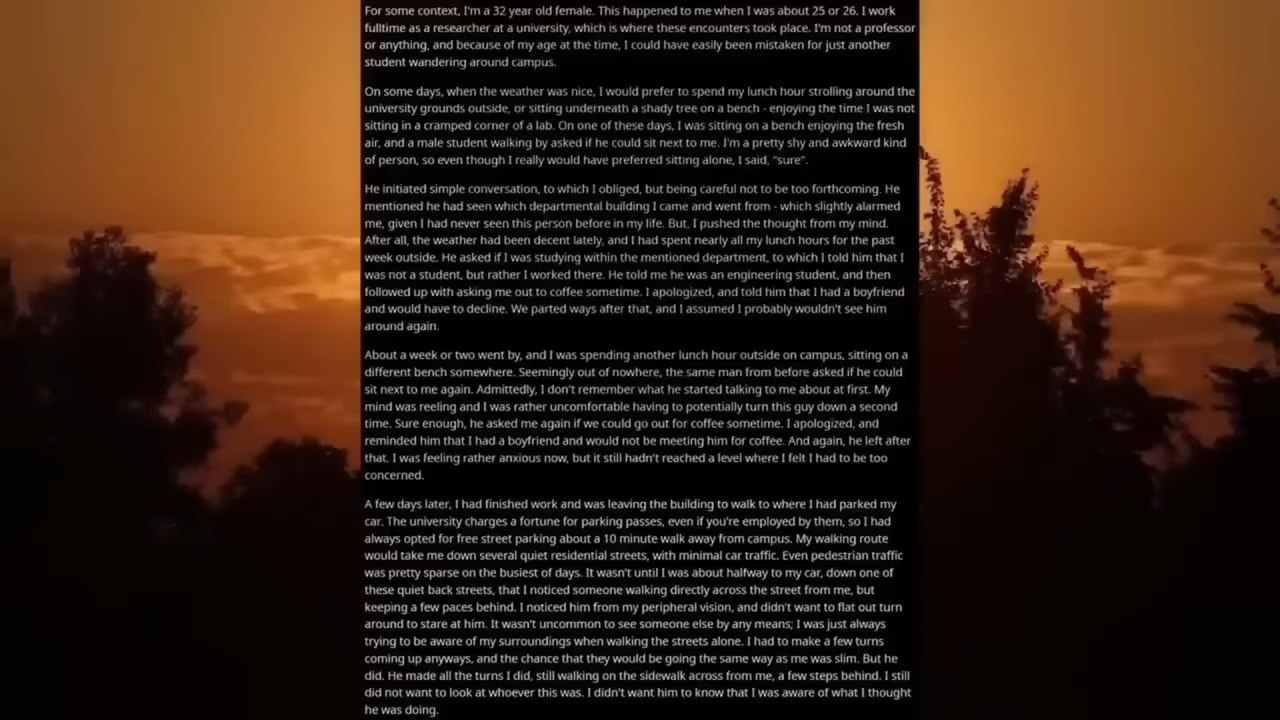 For some context, I'm a 32 year old female. This happened to me when I was about 25 or 26. I work
fulltime as a researcher at a university, which is where these encounters took place. I'm not a professor
or anything, and because of my age at the time, I could have easily been mistaken for just another
student wandering around campus.
On some days, when the weather was nice, I would prefer to spend my lunch hour strolling around the
university grounds outside, or sitting underneath a shady tree on a bench - enjoying the time I was not
sitting in a cramped corner of a lab. On one of these days, I was sitting on a bench enjoying the fresh
air, and a male student walking by asked if he could sit next to me. I'm a pretty shy and awkward kind
of person, so even though I really would have preferred sitting alone, I said, "sure".
He initiated simple conversation, to which I obliged, but being careful not to be too forthcoming. He
mentioned he had seen which departmental building I came and went from - which slightly alarmed
me, given I had never seen this person before in my life. But, I pushed the thought from my mind.
After all, the weather had been decent lately, and I had spent nearly all my lunch hours for the past
week outside. He asked if I was studying within the mentioned department, to which I told him that I
was not a student, but rather I worked there. He told me he was an engineering student, and then
followed up with asking me out to coffee sometime. I apologized, and told him that I had a boyfriend
and would have to decline. We parted ways after that, and I assumed I probably wouldn't see him
around again.
About a week or two went by, and I was spending another lunch hour outside on campus, sitting on a
different bench somewhere. Seemingly out of nowhere, the same man from before asked if he could
sit next to me again. Admittedly, I don't remember what he started talking to me about at first. My
mind was reeling and I was rather uncomfortable having to potentially turn this guy down a second
time. Sure enough, he asked me again if we could go out for coffee sometime. I apologized, and
reminded him that I had a boyfriend and would not be meeting him for coffee. And again, he left after
that. I was feeling rather anxious now, but it still hadn't reached a level where I felt I had to be too
concerned.
A few days later, I had finished work and was leaving the building to walk to where I had parked my
car. The university charges a fortune for parking passes, even if you're employed by them, so I had
always opted for free street parking about a 10 minute walk away from campus. My walking route
would take me down several quiet residential streets, with minimal car traffic. Even pedestrian traffic
was pretty sparse on the busiest of days. It wasn't until I was about halfway to my car, down one of
these quiet back streets, that I noticed someone walking directly across the street from me, but
keeping a few paces behind. I noticed him from my peripheral vision, and didn't want to flat out turn
around to stare at him. It wasn't uncommon to see someone else by any means; I was just always
trying to be aware of my surroundings when walking the streets alone. I had to make a few turns
coming up anyways, and the chance that they would be going the same way as me was slim. But he
did. He made all the turns I did, still walking on the sidewalk across from me, a few steps behind. I still
did not want to look at whoever this was. I didn't want him to know that I was aware of what I thought
he was doing.